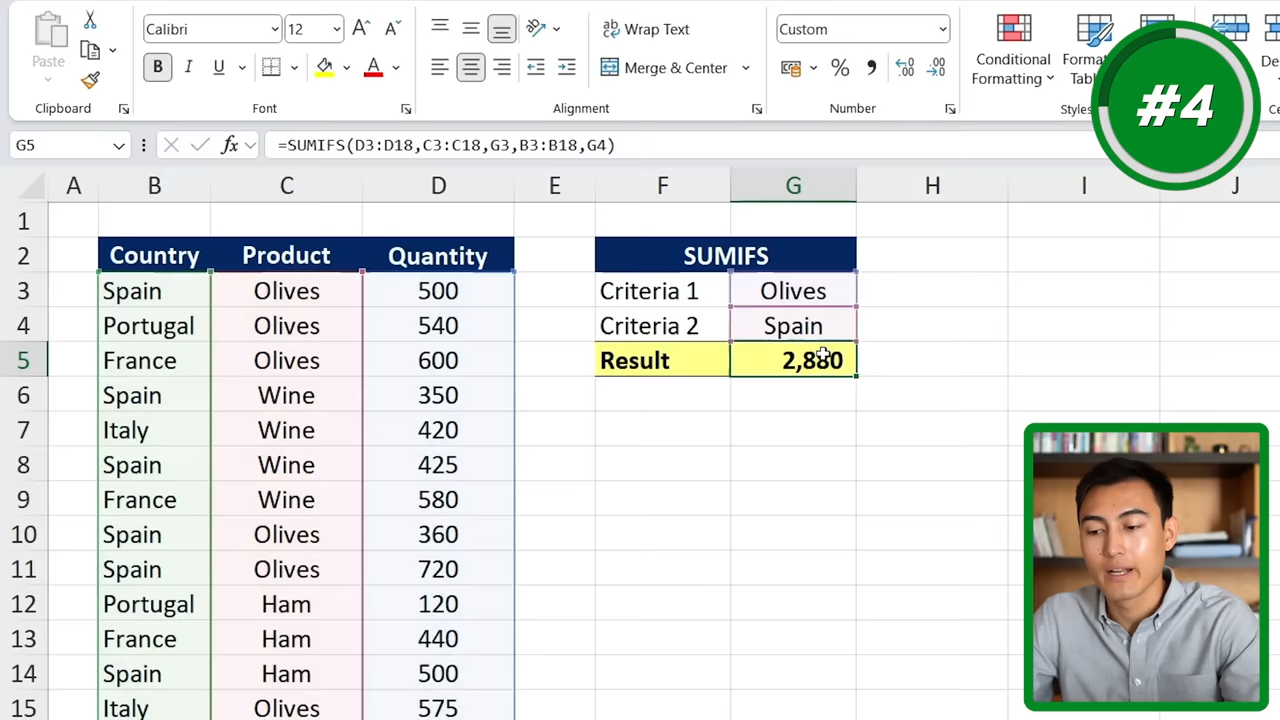 Calibri
12
Wrap Text
Custom
#4
Paste
B I U
A
Merge & Center
%
Conditional
Formatting
Clipboard
Font
Alignment
Number
Styles
G5
fx
=SUMIFS(D3:D18,C3:C18,G3,B3:B18,G4)
A B C D E F G H I J
1
2 Country Product Quantity SUMIFS
3 Spain Olives 500 Criteria 1 Olives
4 Portugal Olives 540 Criteria 2 Spain
5 France Olives 600 Result 2,880
6 Spain Wine 350
7 Italy Wine 420
8 Spain Wine 425
9 France Wine 580
10 Spain Olives 360
11 Spain Olives 720
12 Portugal Ham 120
13 France Ham 440
14 Spain Ham 500
15 Italy Olives 575